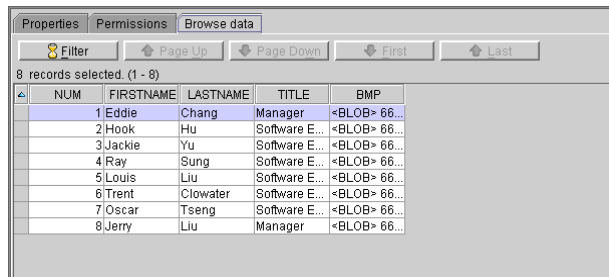 Properties Permissions Browse data
Filter Page Up Page Down First Last
8 records selected. (1 - 8)
NUM FIRSTNAME LASTNAME TITLE BMP
1 Eddie Chang Manager <BLOB> 66...
2 Hook Hu Software E... <BLOB> 66...
3 Jackie Yu Software E... <BLOB> 66...
4 Ray Sung Software E... <BLOB> 66...
5 Louis Liu Software E... <BLOB> 66...
6 Trent Clowater Software E... <BLOB> 66...
7 Oscar Tseng Software E... <BLOB> 66...
8 Jerry Liu Manager <BLOB> 66...